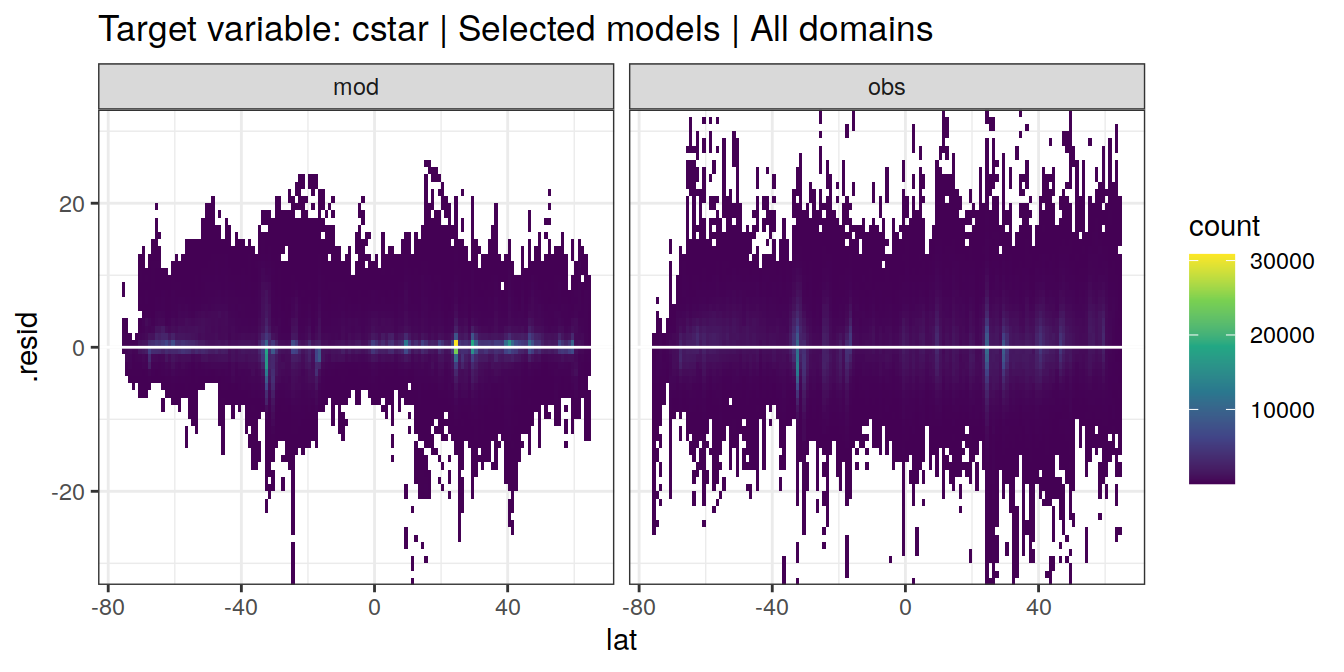 Target variable: cstar | Selected models | All domains
mod
obs
.resid
20
0
-20
-80
-40
0
40
-80
-40
0
40
lat
count
30000
20000
10000